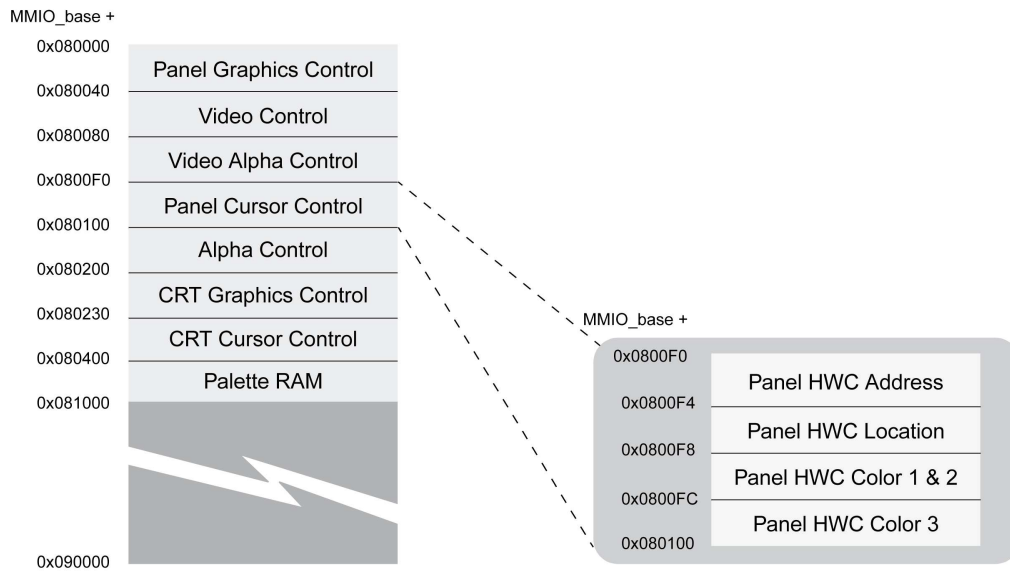 MMIO_base +
0x080000
Panel Graphics Control
0x080040
Video Control
0x080080
Video Alpha Control
0x0800F0
Panel Cursor Control
0x080100
Alpha Control
0x080200
CRT Graphics Control
0x080230
CRT Cursor Control
0x080400
Palette RAM
0x081000
0x090000
MMIO_base +
0x0800F0
Panel HWC Address
0x0800F4
Panel HWC Location
0x0800F8
Panel HWC Color 1 & 2
0x0800FC
Panel HWC Color 3
0x080100